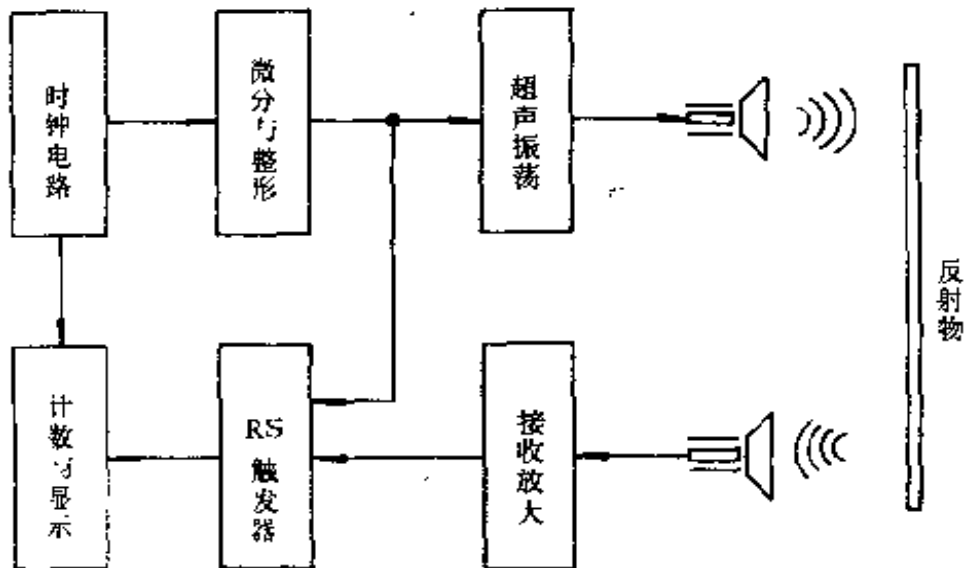 时钟电路
微分与整形
超声振荡
反射物
计数与显示
RS
触发器
接收放大